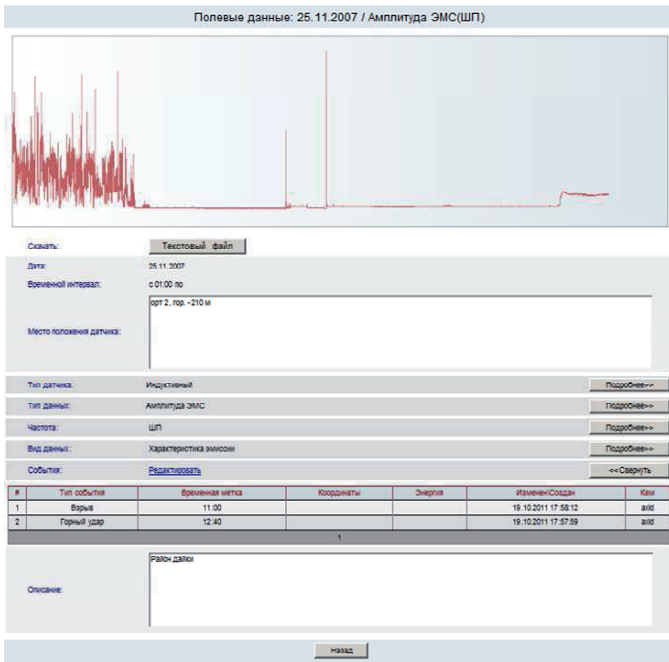 Полевые данные: 25.11.2007 / Амплитуда ЭМС(ШП)
Скачать: Текстовый файл
Дата: 25.11.2007
Временной интервал: с 01:00 по
Место положения датчика: орт 2, гор. -210 м
Тип датчика: Индуктивный Подробнее>>
Тип данных: Амплитуда ЭМС Подробнее>>
Частота: ШП Подробнее>>
Вид данных: Характеристика эмиссии Подробнее>>
События: Редактировать <<Свернуть
# Тип события Временная метка Координаты Энергия Изменен\Создан Кем
1 Взрыв 11:00 19.10.2011 17:58:12 axld
2 Горный удар 12:40 19.10.2011 17:57:59 axld
1
Описание: Район дайки
Назад